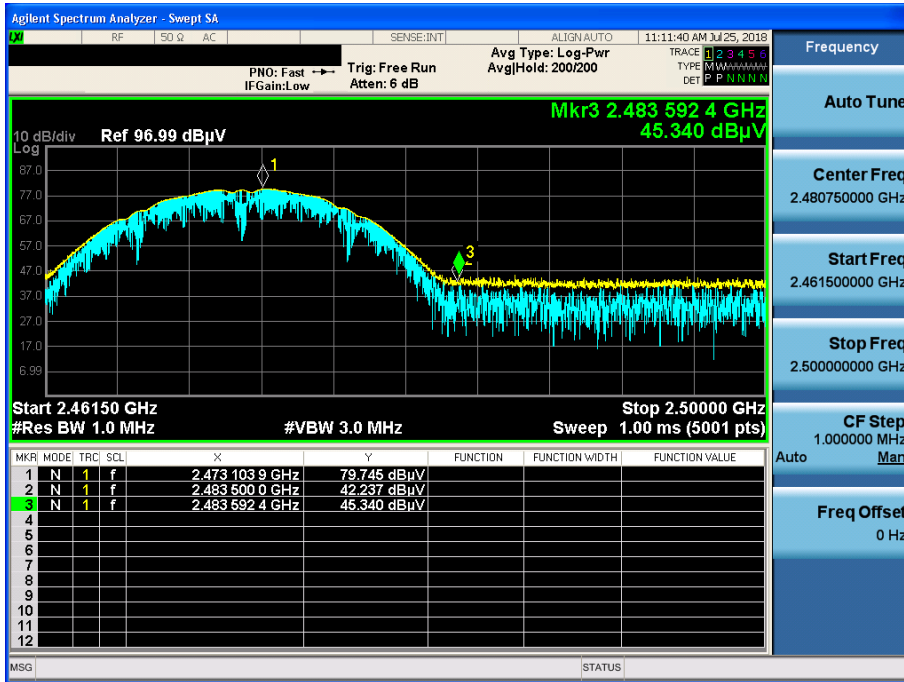 Agilent Spectrum Analyzer - Swept SA
LXI RF 50 Ω AC SENSE:INT ALIGN AUTO 11:11:40 AM Jul 25, 2018
PNO: Fast
IFGain:Low
Trig: Free Run
Atten: 6 dB
Avg Type: Log-Pwr
Avg|Hold: 200/200
TRACE 1 2 3 4 5 6
TYPE M W
DET P P N N N N
Mkr3 2.483 592 4 GHz
45.340 dBµV
10 dB/div Ref 96.99 dBµV
Log
87.0
77.0
67.0
57.0
47.0
37.0
27.0
17.0
6.99
1
3
Start 2.46150 GHz Stop 2.50000 GHz
#Res BW 1.0 MHz #VBW 3.0 MHz Sweep 1.00 ms (5001 pts)
MKR MODE TRC SCL X Y FUNCTION FUNCTION WIDTH FUNCTION VALUE
1 N 1 f 2.473 103 9 GHz 79.745 dBµV
2 N 1 f 2.483 500 0 GHz 42.237 dBµV
3 N 1 f 2.483 592 4 GHz 45.340 dBµV
4
5
6
7
8
9
10
11
12
MSG STATUS
Frequency
Auto Tune
Center Freq
2.480750000 GHz
Start Freq
2.461500000 GHz
Stop Freq
2.500000000 GHz
CF Step
1.000000 MHz
Auto Man
Freq Offset
0 Hz